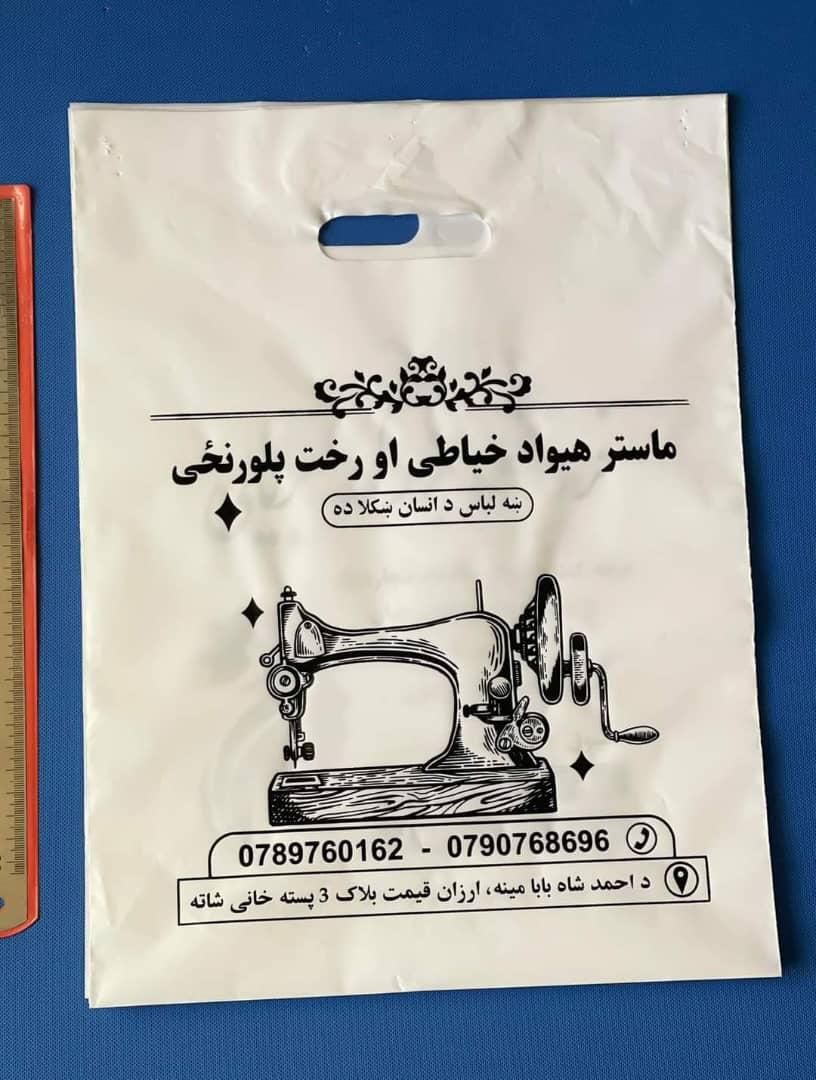 ماستر هیواد خیاطی او رخت پلورنځی
ښه لباس د انسان ښکلا ده
0789760162 - 0790768696
د احمد شاه بابا مینه، ارزان قیمت بلاک 3 پسته خانی شاته